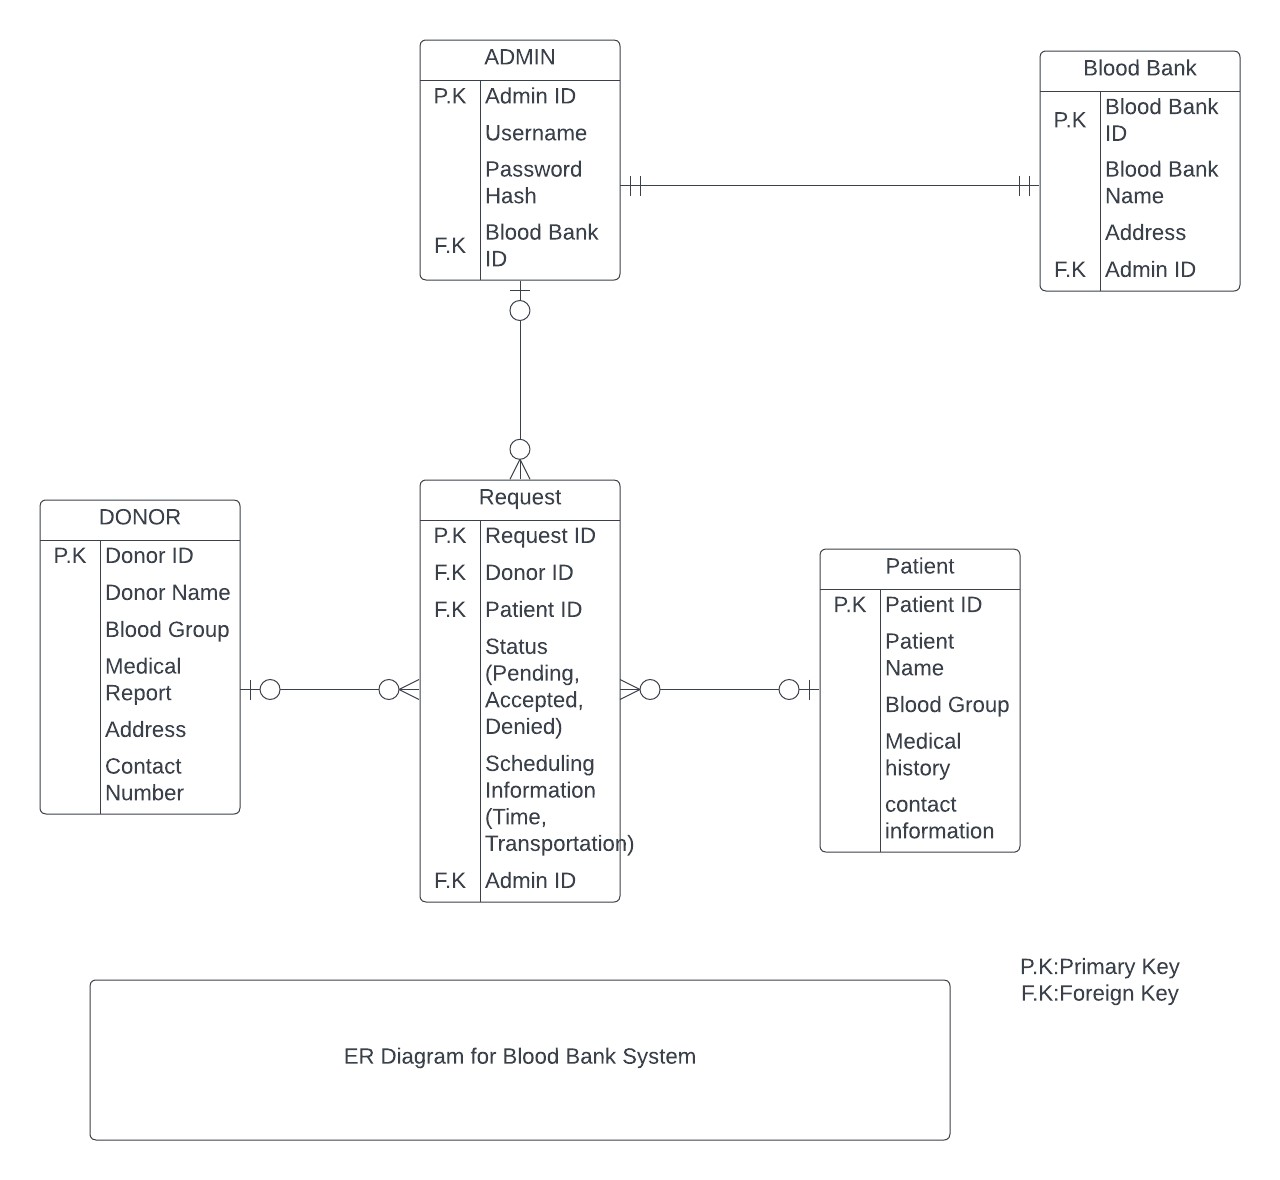 ADMIN
P.K Admin ID
Username
Password
Hash
F.K Blood Bank
ID
Blood Bank
P.K Blood Bank
ID
Blood Bank
Name
Address
F.K Admin ID
DONOR
P.K Donor ID
Donor Name
Blood Group
Medical
Report
Address
Contact
Number
Request
P.K Request ID
F.K Donor ID
F.K Patient ID
Status
(Pending,
Accepted,
Denied)
Scheduling
Information
(Time,
Transportation)
F.K Admin ID
Patient
P.K Patient ID
Patient
Name
Blood Group
Medical
history
contact
information
P.K:Primary Key
F.K:Foreign Key
ER Diagram for Blood Bank System